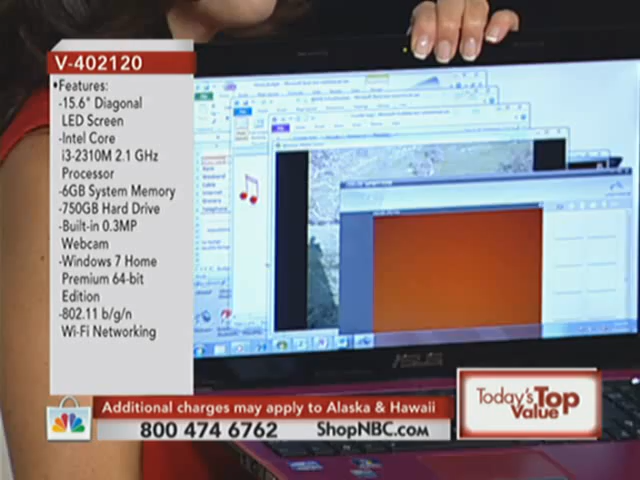 V-402120
•Features:
-15.6" Diagonal
LED Screen
-Intel Core
i3-2310M 2.1 GHz
Processor
-6GB System Memory
-750GB Hard Drive
-Built-in 0.3MP
Webcam
-Windows 7 Home
Premium 64-bit
Edition
-802.11 b/g/n
Wi-Fi Networking
ASUS
Today's Top
Value
Additional charges may apply to Alaska & Hawaii
800 474 6762 ShopNBC.com